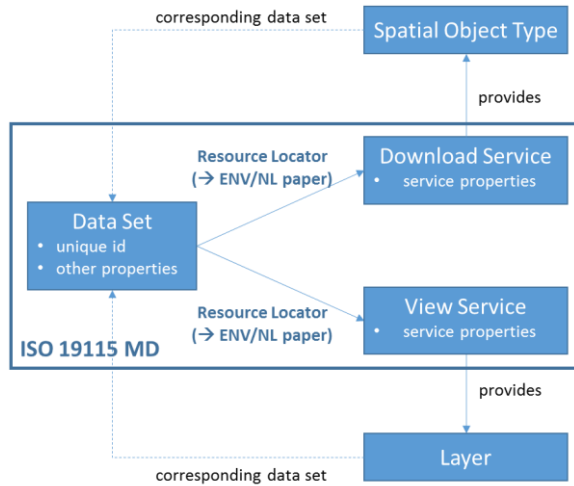 corresponding data set
Spatial Object Type
provides
Resource Locator
(→ ENV/NL paper)
Download Service
• service properties
Data Set
• unique id
• other properties
Resource Locator
(→ ENV/NL paper)
View Service
• service properties
ISO 19115 MD
provides
Layer
corresponding data set